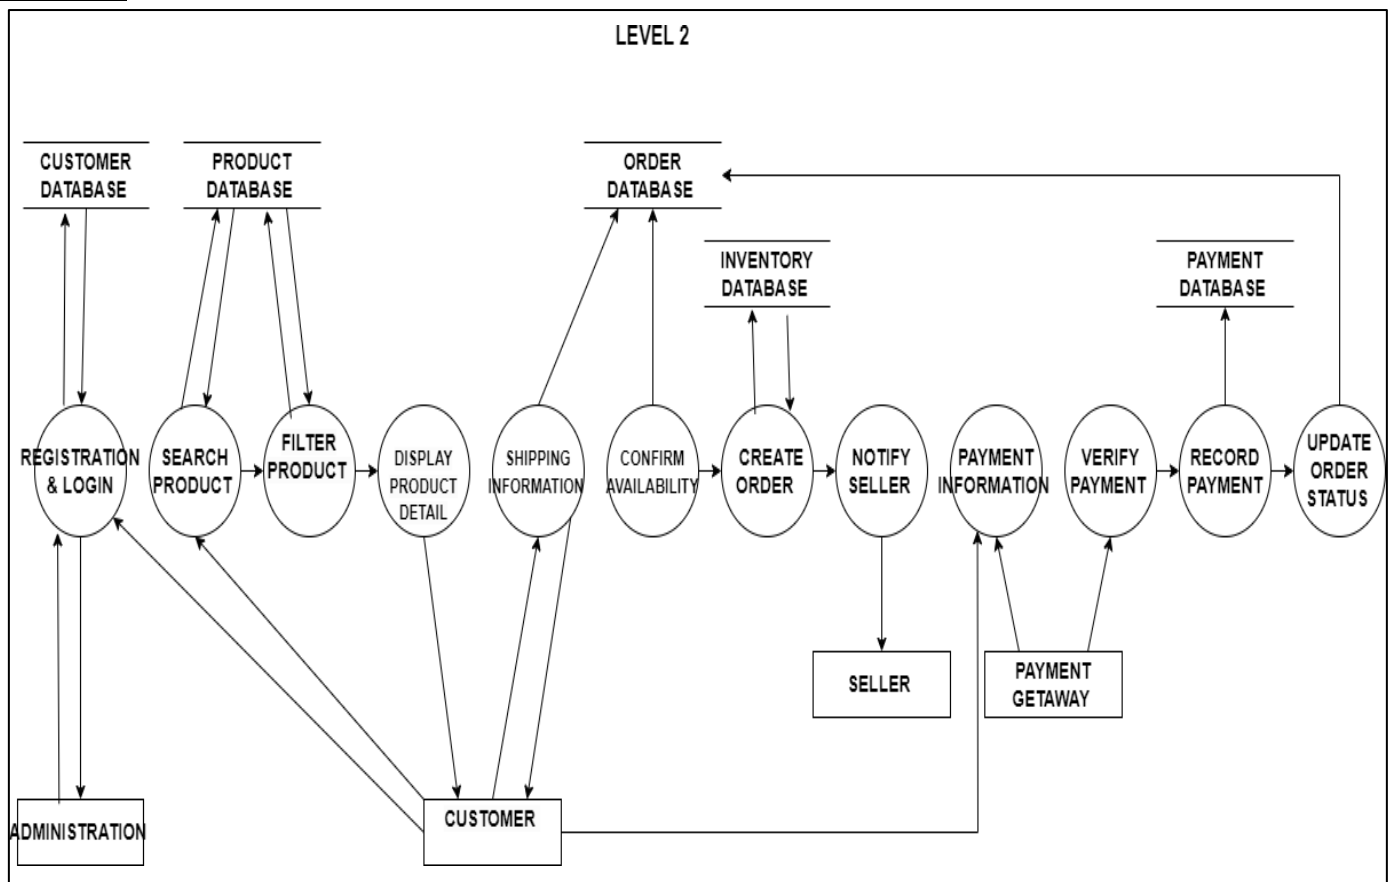 LEVEL 2
CUSTOMER
DATABASE
PRODUCT
DATABASE
ORDER
DATABASE
INVENTORY
DATABASE
PAYMENT
DATABASE
REGISTRATION
& LOGIN
SEARCH
PRODUCT
FILTER
PRODUCT
DISPLAY
PRODUCT
DETAIL
SHIPPING
INFORMATION
CONFIRM
AVAILABILITY
CREATE
ORDER
NOTIFY
SELLER
PAYMENT
INFORMATION
VERIFY
PAYMENT
RECORD
PAYMENT
UPDATE
ORDER
STATUS
SELLER
PAYMENT
GETAWAY
ADMINISTRATION
CUSTOMER